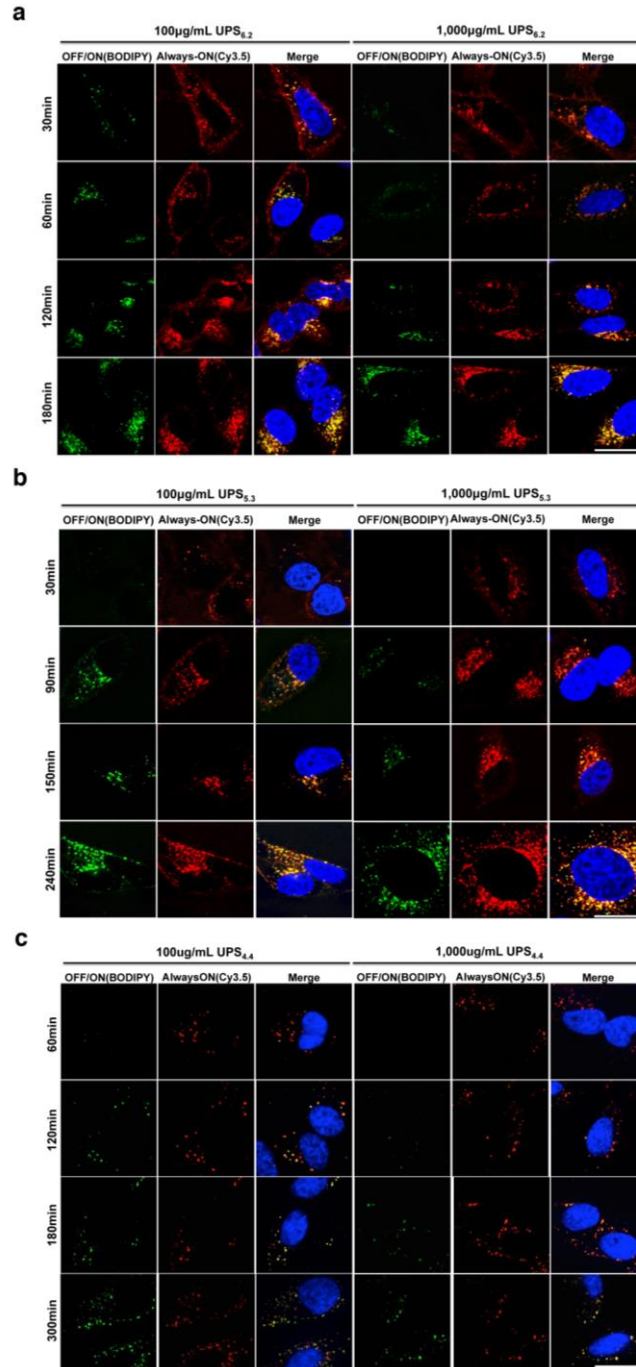 a
100μg/mL UPS6.2 1,000μg/mL UPS6.2
OFF/ON(BODIPY) Always-ON(Cy3.5) Merge OFF/ON(BODIPY) Always-ON(Cy3.5) Merge
30min
60min
120min
180min
b
100μg/mL UPS5.3 1,000μg/mL UPS5.3
OFF/ON(BODIPY) Always-ON(Cy3.5) Merge OFF/ON(BODIPY) Always-ON(Cy3.5) Merge
30min
90min
150min
240min
c
100ug/mL UPS4.4 1,000ug/mL UPS4.4
OFF/ON(BODIPY) AlwaysON(Cy3.5) Merge OFF/ON(BODIPY) AlwaysON(Cy3.5) Merge
60min
120min
180min
300min